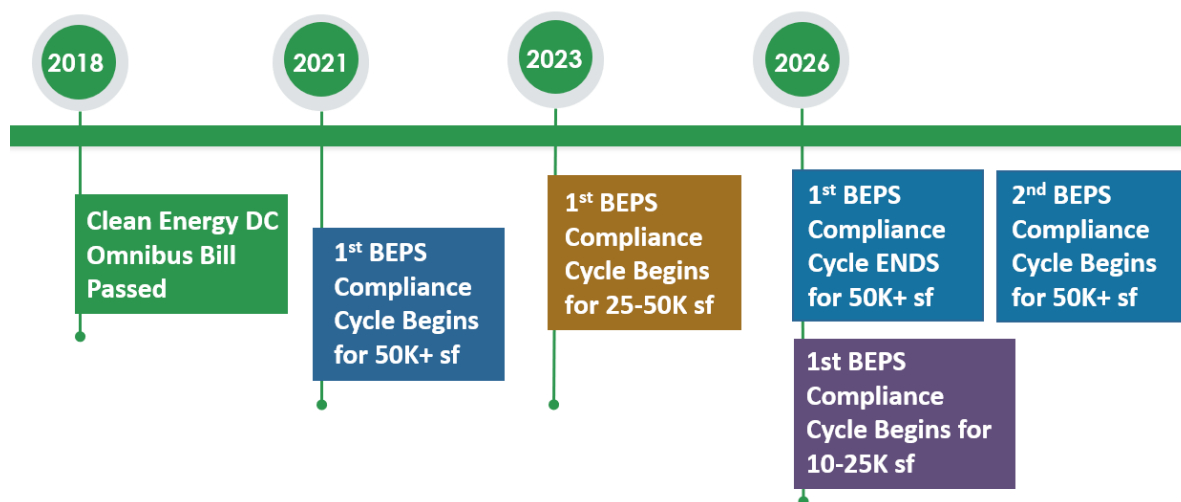 2018
2021
2023
2026
Clean Energy DC
Omnibus Bill
Passed
1st BEPS
Compliance
Cycle Begins
for 50K+ sf
1st BEPS
Compliance
Cycle Begins
for 25-50K sf
1st BEPS
Compliance
Cycle ENDS
for 50K+ sf
2nd BEPS
Compliance
Cycle Begins
for 50K+ sf
1st BEPS
Compliance
Cycle Begins for
10-25K sf